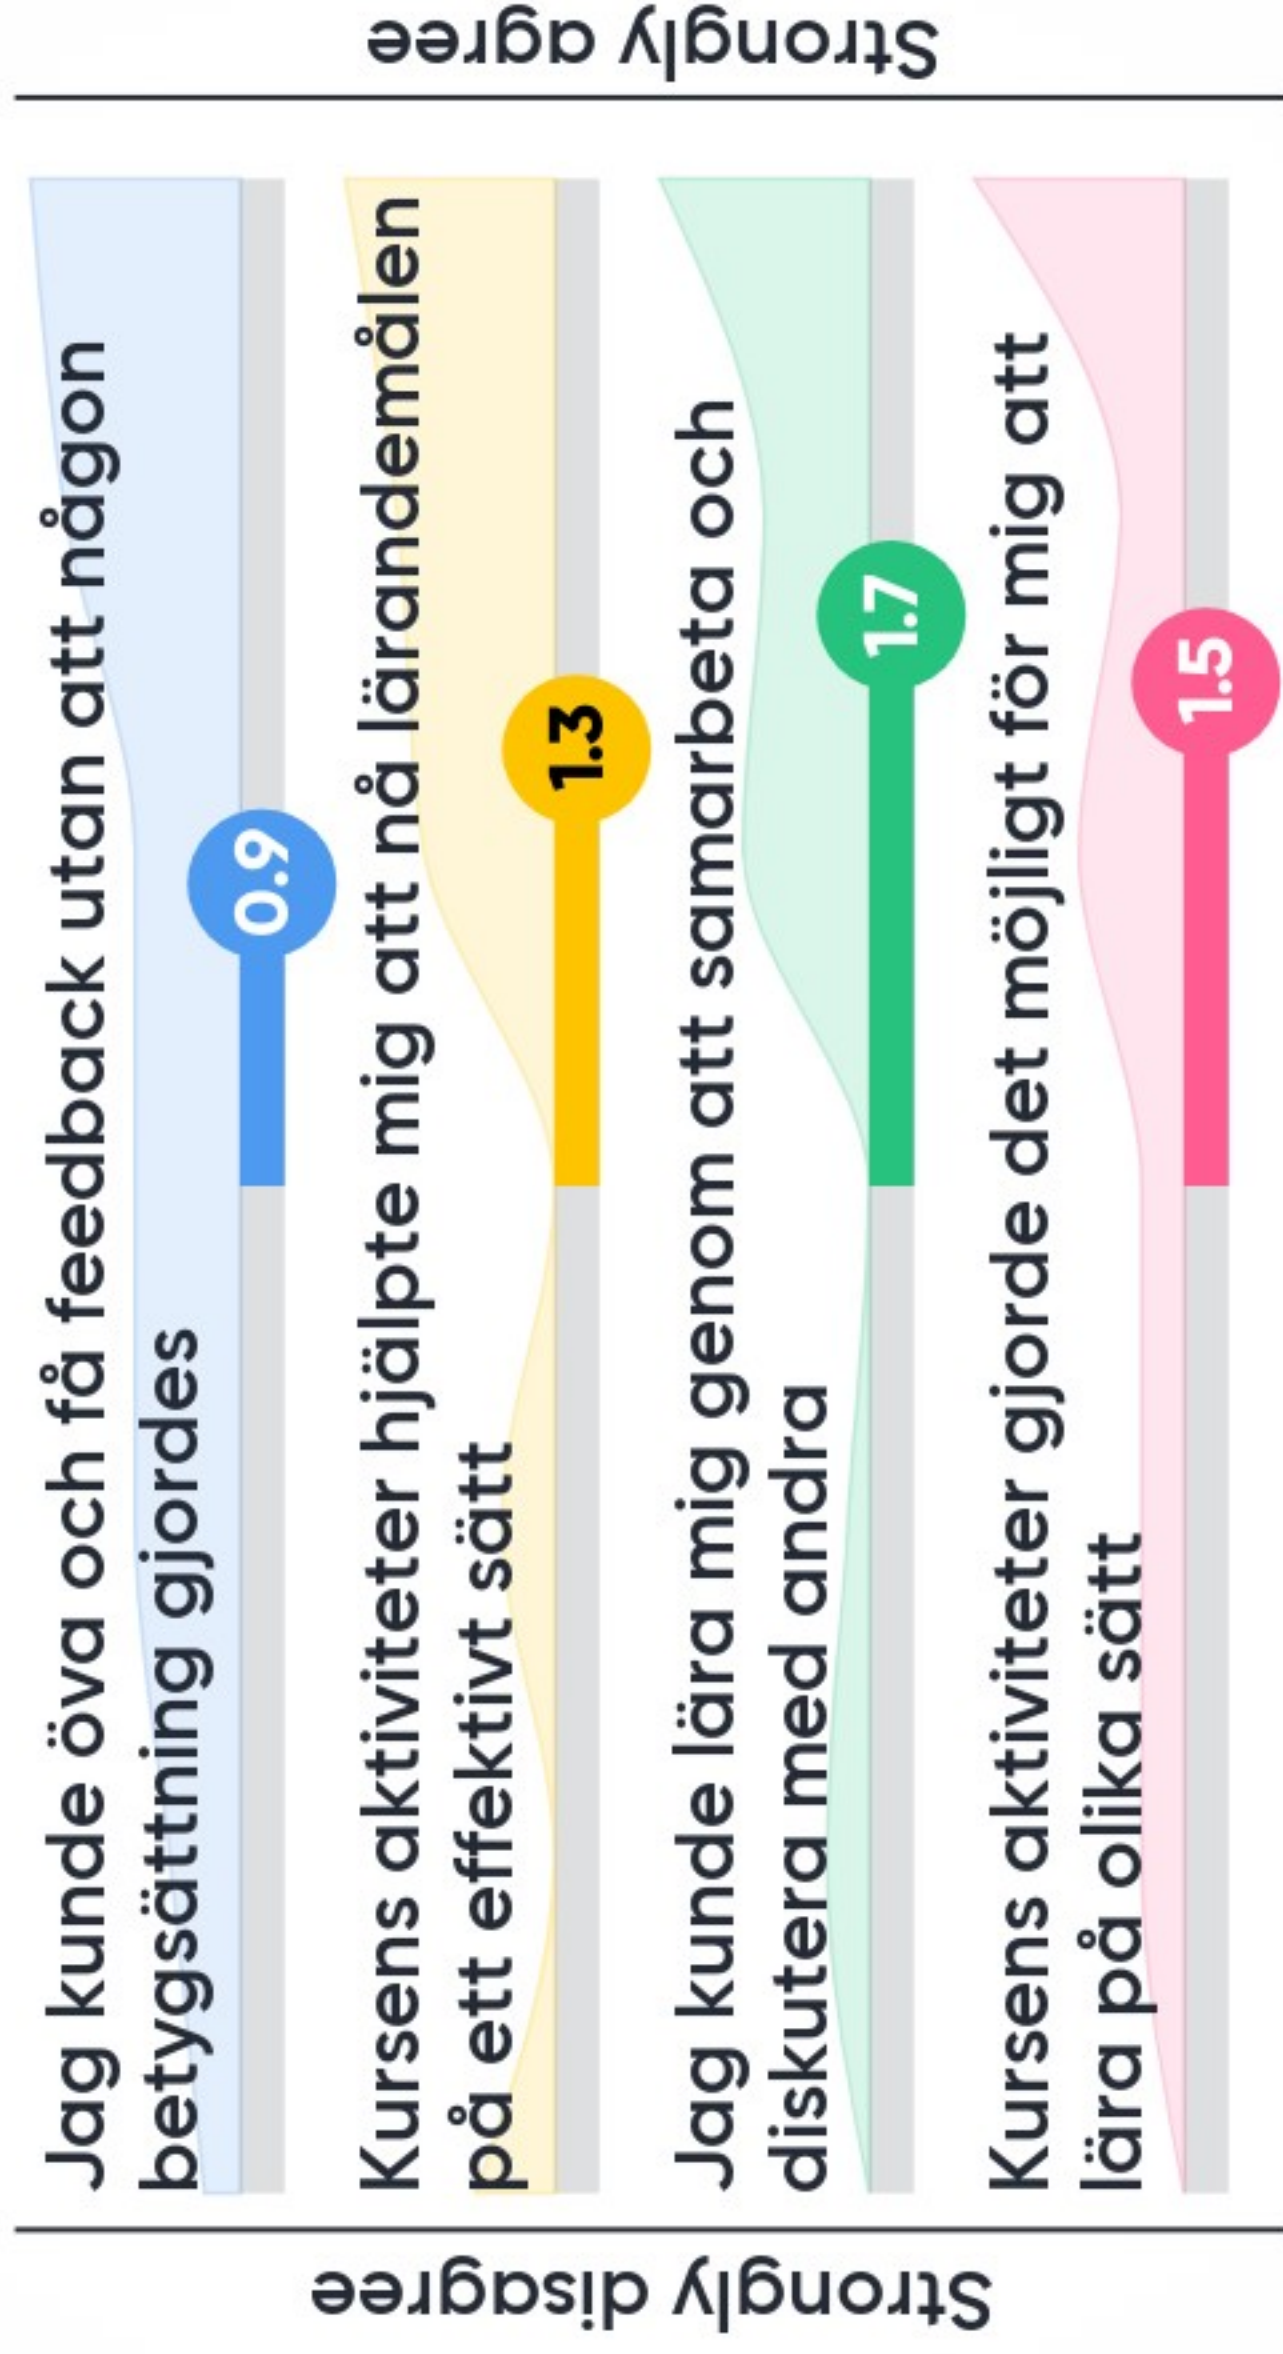 Strongly disagree
Jag kunde öva och få feedback utan att någon
betygsättning gjordes
0.9
Kursens aktiviteter hjälpte mig att nå lärandemålen
på ett effektivt sätt
1.3
Jag kunde lära mig genom att samarbeta och
diskutera med andra
1.7
Kursens aktiviteter gjorde det möjligt för mig att
lära på olika sätt
1.5
Strongly agree